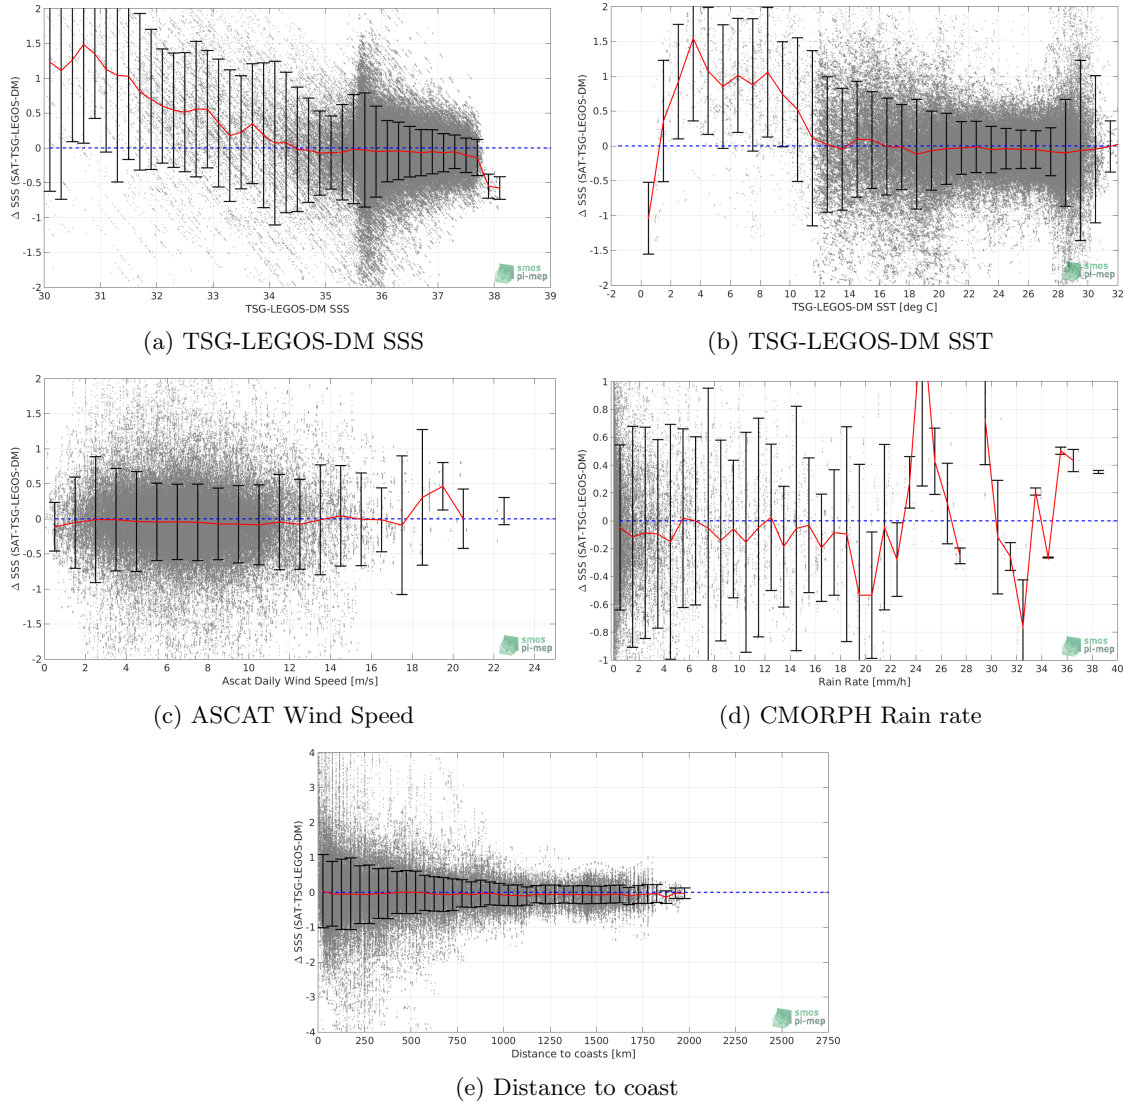 2
1.5
1
0.5
0
-0.5
-1
-1.5
-2
Δ SSS (SAT-TSG-LEGOS-DM)
30 31 32 33 34 35 36 37 38 39
TSG-LEGOS-DM SSS
smos
pi-mep
(a) TSG-LEGOS-DM SSS
2
1.5
1
0.5
0
-0.5
-1
-1.5
-2
Δ SSS (SAT-TSG-LEGOS-DM)
-2 0 2 4 6 8 10 12 14 16 18 20 22 24 26 28 30 32
TSG-LEGOS-DM SST [deg C]
smos
pi-mep
(b) TSG-LEGOS-DM SST
2
1.5
1
0.5
0
-0.5
-1
-1.5
-2
Δ SSS (SAT-TSG-LEGOS-DM)
0 2 4 6 8 10 12 14 16 18 20 22 24
Ascat Daily Wind Speed [m/s]
smos
pi-mep
(c) ASCAT Wind Speed
1
0.8
0.6
0.4
0.2
0
-0.2
-0.4
-0.6
-0.8
-1
Δ SSS (SAT-TSG-LEGOS-DM)
0 2 4 6 8 10 12 14 16 18 20 22 24 26 28 30 32 34 36 38 40
Rain Rate [mm/h]
smos
pi-mep
(d) CMORPH Rain rate
4
3
2
1
0
-1
-2
-3
-4
Δ SSS (SAT-TSG-LEGOS-DM)
0 250 500 750 1000 1250 1500 1750 2000 2250 2500 2750
Distance to coasts [km]
smos
pi-mep
(e) Distance to coast